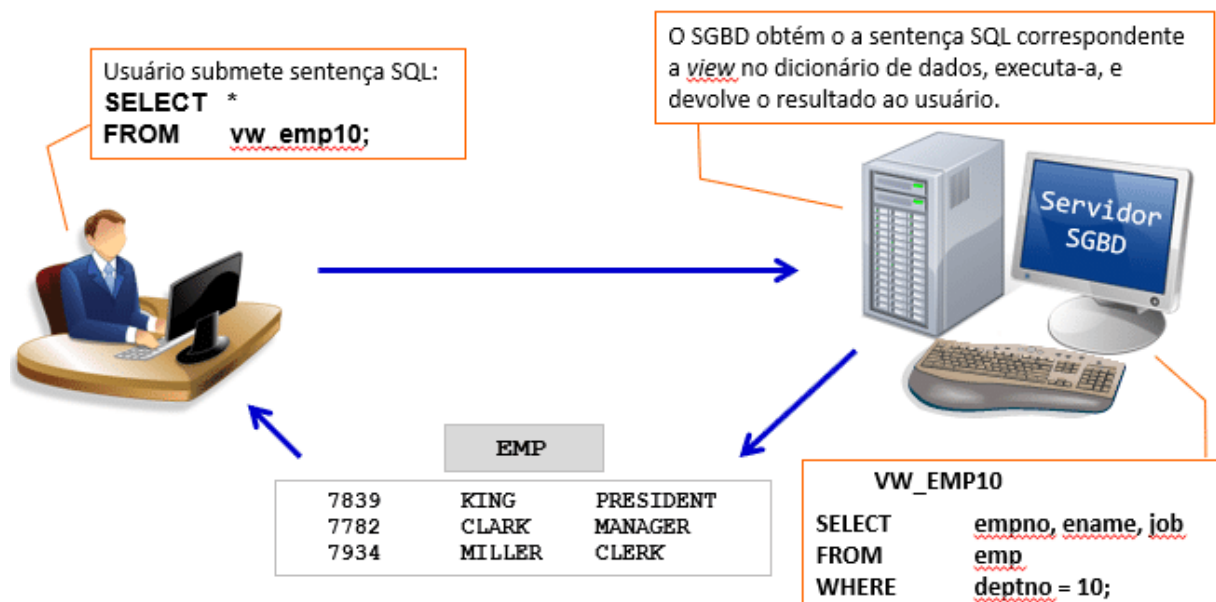 Usuário submete sentença SQL:
SELECT *
FROM vw_emp10;
O SGBD obtém o a sentença SQL correspondente
a view no dicionário de dados, executa-a, e
devolve o resultado ao usuário.
Servidor
SGBD
EMP
7839 KING PRESIDENT
7782 CLARK MANAGER
7934 MILLER CLERK
VW_EMP10
SELECT empno, ename, job
FROM emp
WHERE deptno = 10;